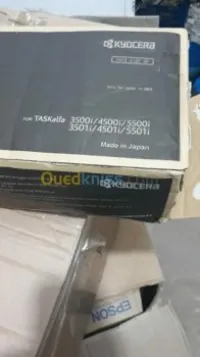 KYOCERA
FOR TASKalfa 3500i/4500i/5500i
3501i/4501i/5501i
Made in Japan
Ouedkniss.com
KYOCERA
EPSON